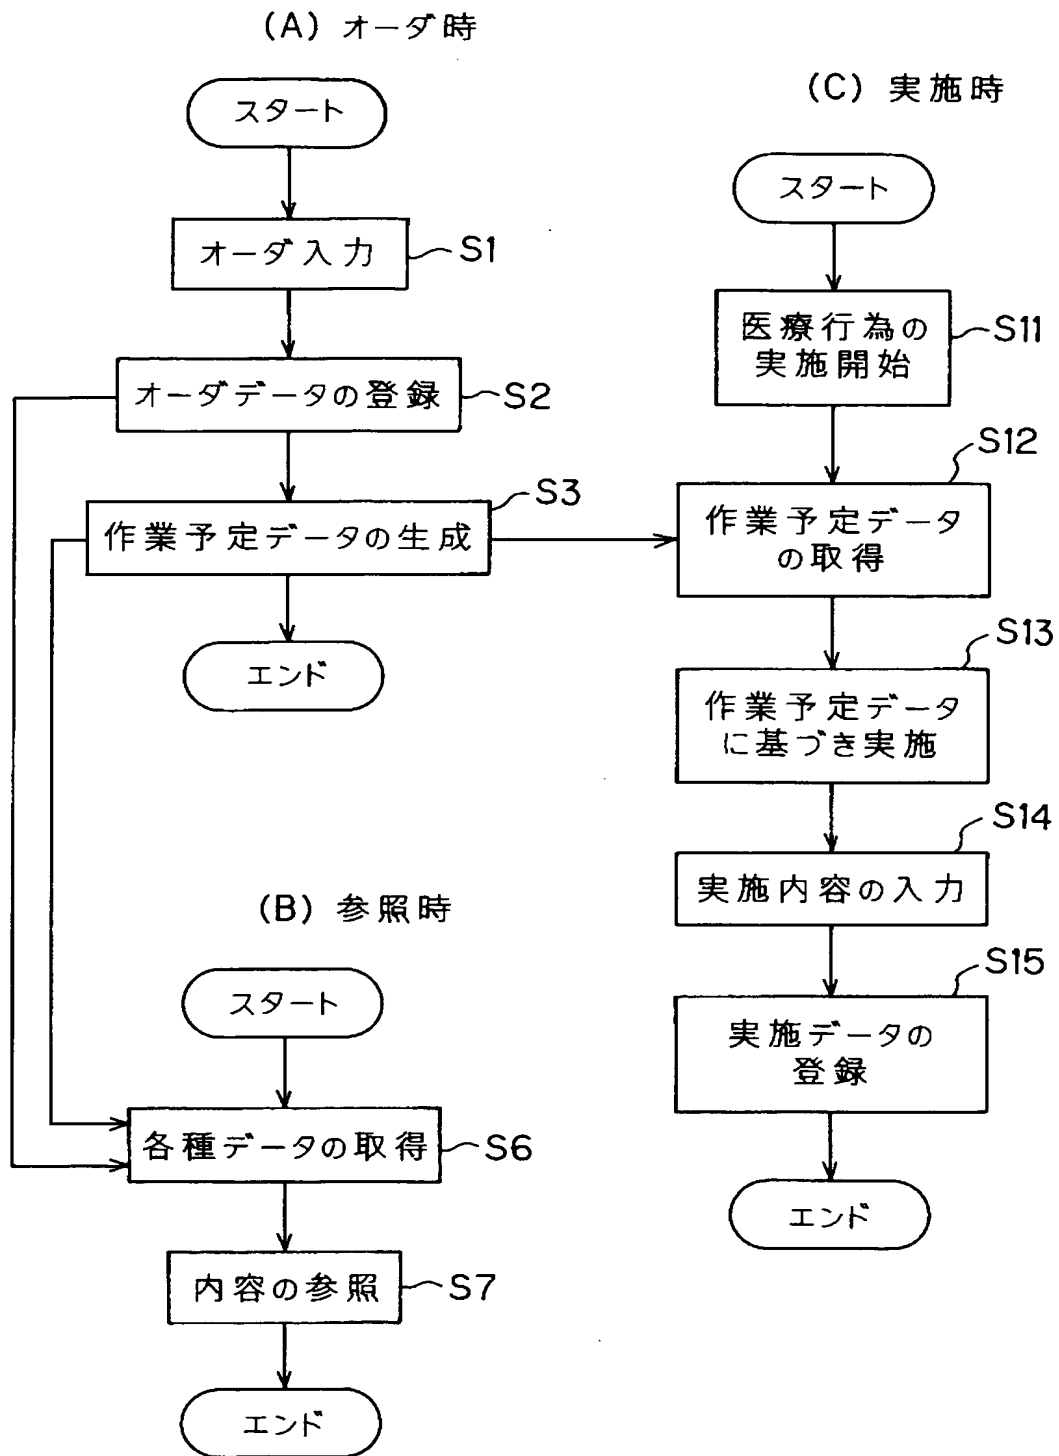 (A) オーダ時
スタート
オーダ入力
S1
オーダデータの登録
S2
作業予定データの生成
S3
エンド
(B) 参照時
スタート
各種データの取得
S6
内容の参照
S7
エンド
(C) 実施時
スタート
医療行為の
実施開始
S11
作業予定データ
の取得
S12
作業予定データ
に基づき実施
S13
実施内容の入力
S14
実施データの
登録
S15
エンド